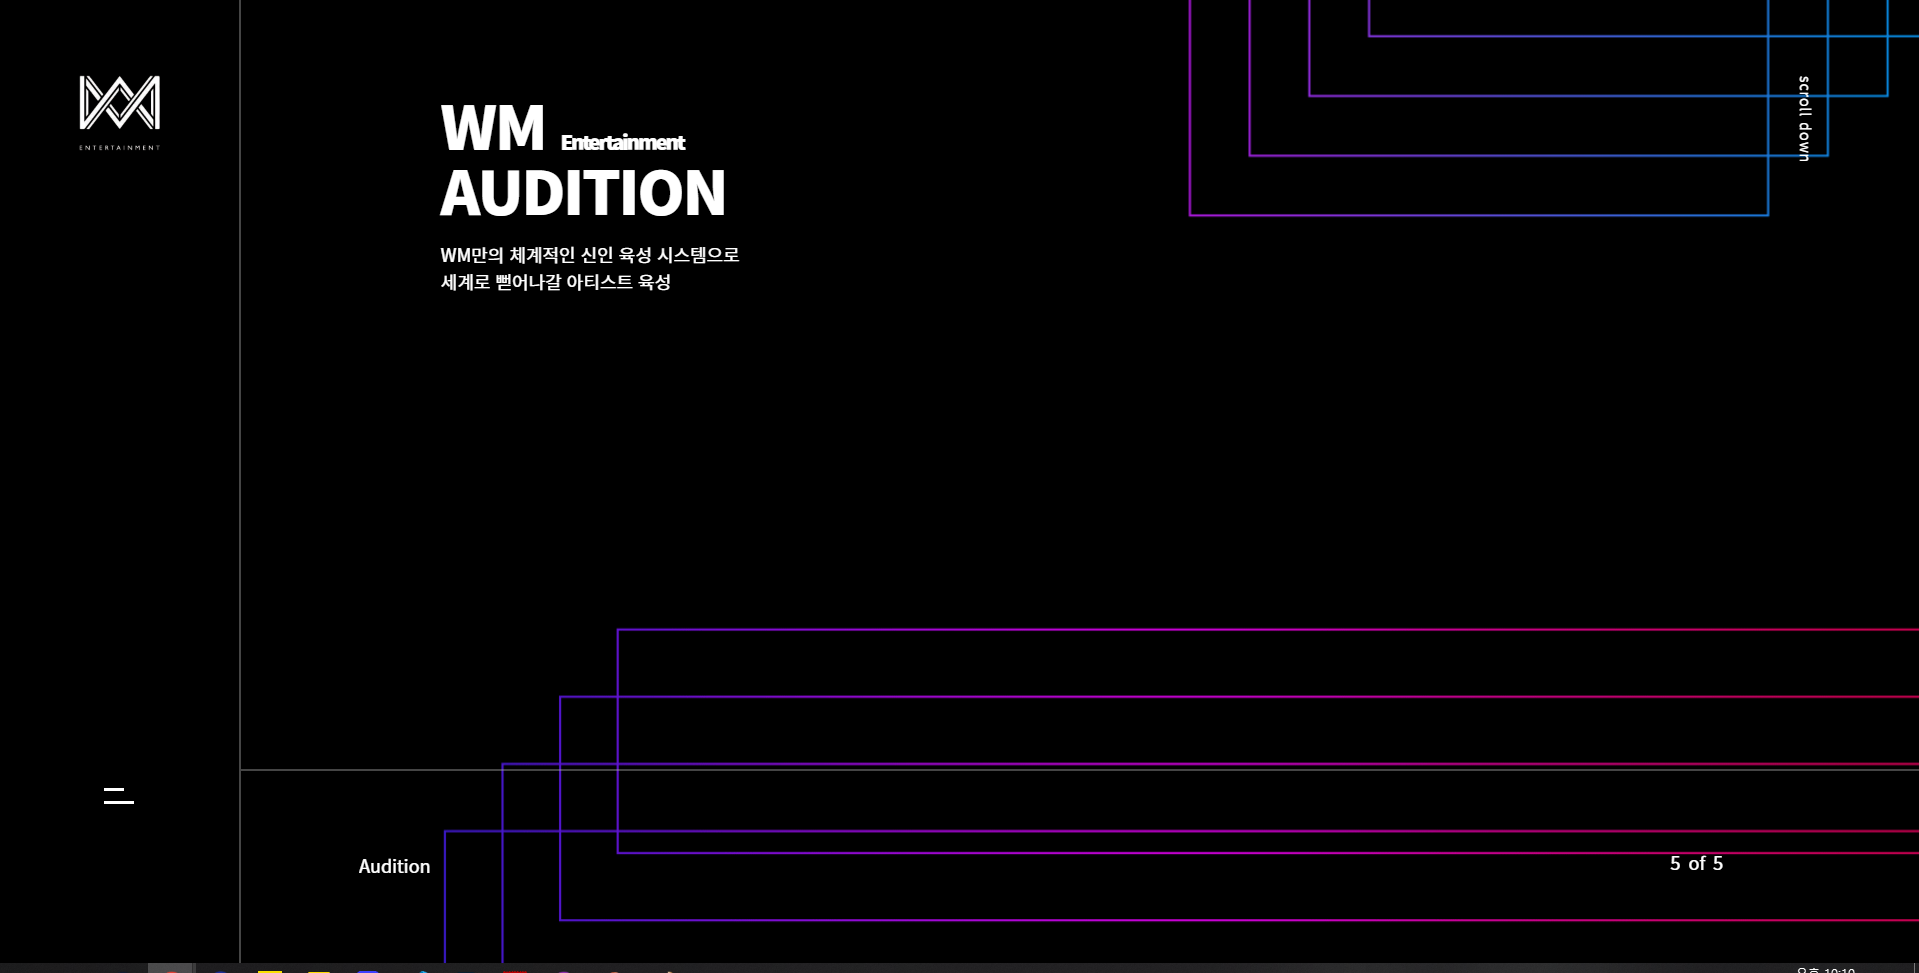 ENTERTAINMENT
WM Entertainment
AUDITION
WM만의 체계적인 신인 육성 시스템으로
세계로 뻗어나갈 아티스트 육성
scroll down
Audition
5 of 5